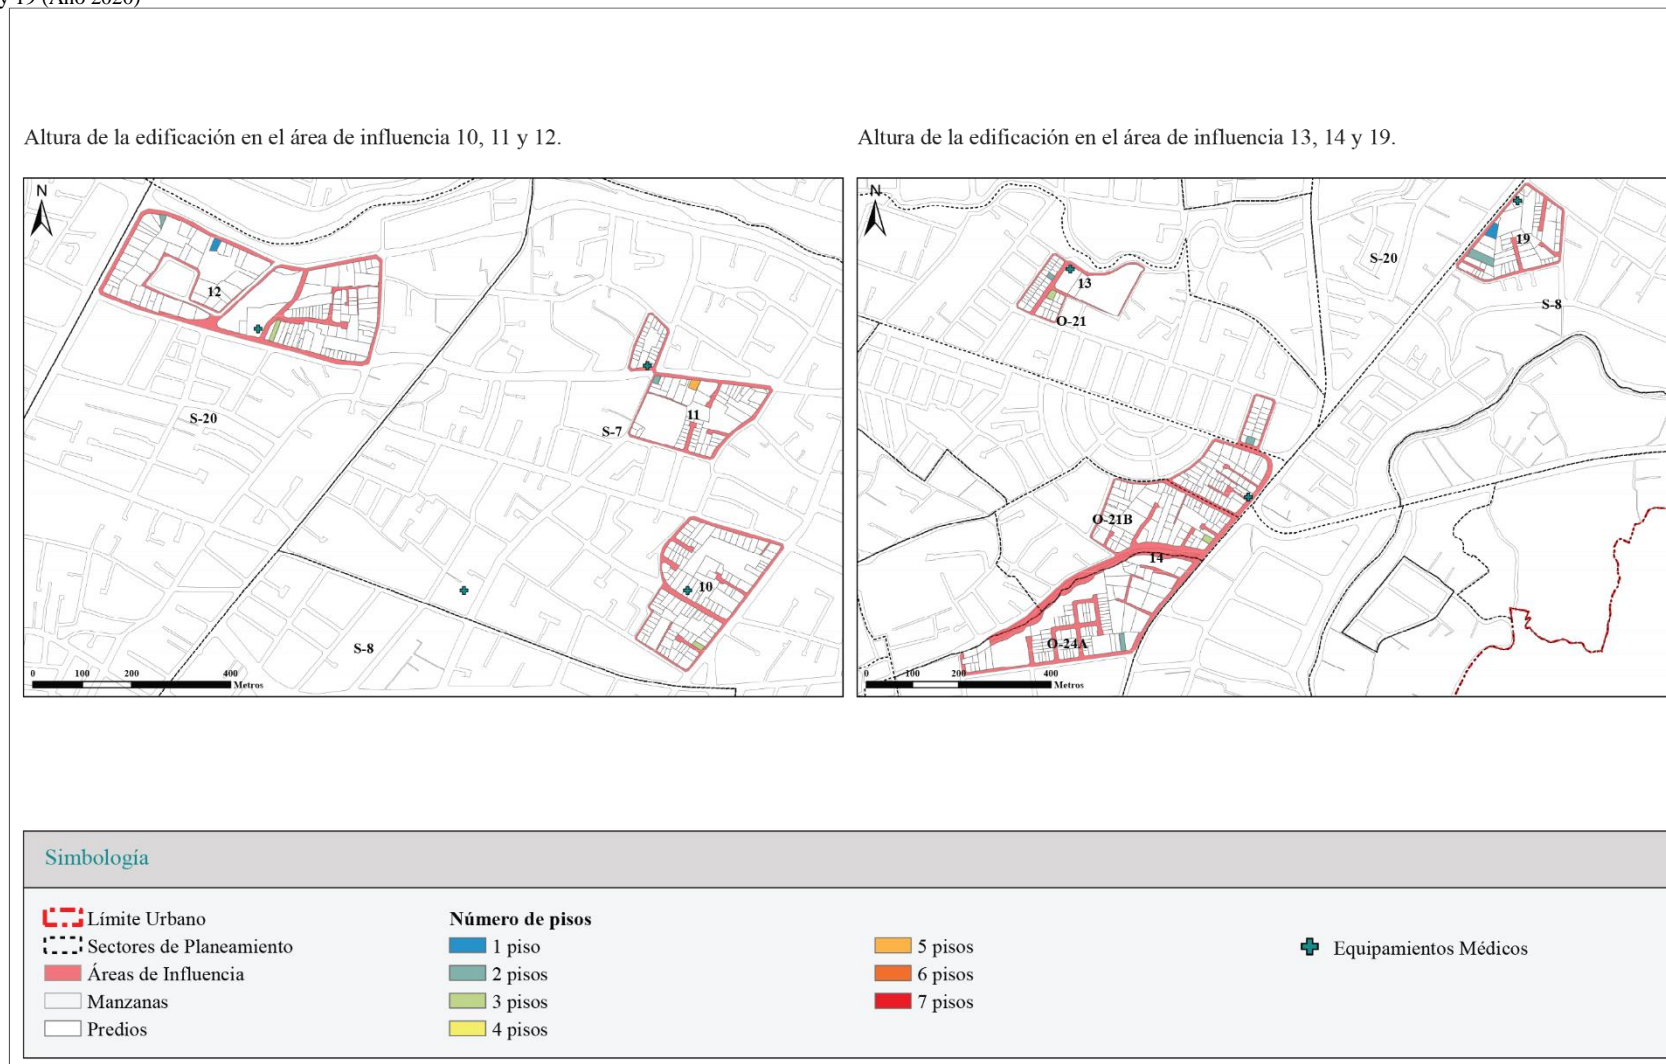 y 19 (Año 2020)
Altura de la edificación en el área de influencia 10, 11 y 12.
Altura de la edificación en el área de influencia 13, 14 y 19.
N
12
S-20
11
S-7
10
S-8
0 100 200 400
Metros
N
19
S-20
S-8
13
O-21
O-21B
14
O-24A
0 100 200 400
Metros
Simbología
Límite Urbano
Sectores de Planeamiento
Áreas de Influencia
Manzanas
Predios
Número de pisos
1 piso
2 pisos
3 pisos
4 pisos
5 pisos
6 pisos
7 pisos
Equipamientos Médicos